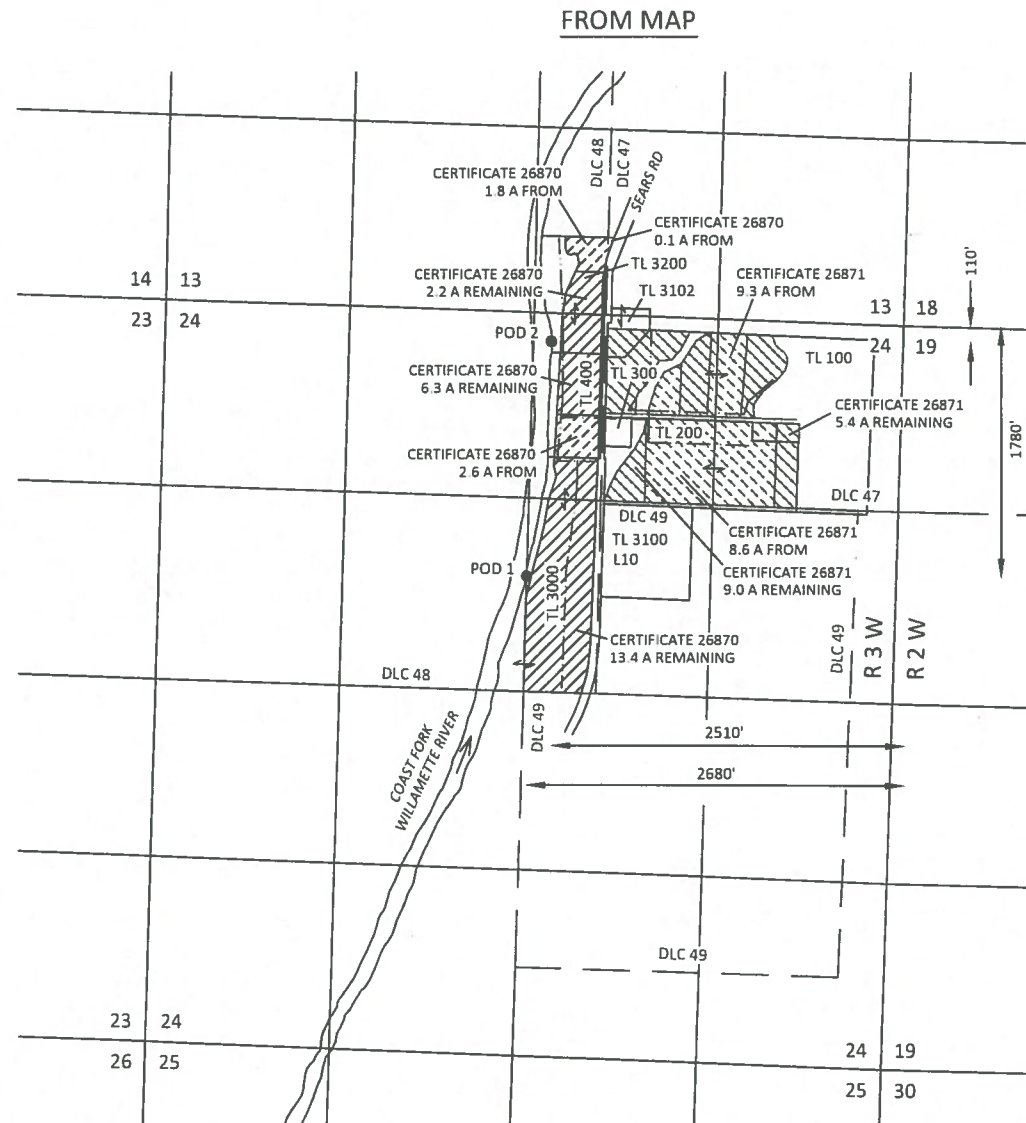 FROM MAP
CERTIFICATE 26870
1.8 A FROM
DLC 48
DLC 47
SEARS RD
CERTIFICATE 26870
0.1 A FROM
TL 3200
CERTIFICATE 26870
2.2 A REMAINING
TL 3102
CERTIFICATE 26871
9.3 A FROM
110'
14 13
23 24
13 18
24 19
POD 2
TL 100
TL 300
TL 400
CERTIFICATE 26870
6.3 A REMAINING
CERTIFICATE 26871
5.4 A REMAINING
TL 200
1780'
CERTIFICATE 26870
2.6 A FROM
DLC 47
DLC 49
TL 3100
L10
CERTIFICATE 26871
8.6 A FROM
POD 1
CERTIFICATE 26871
9.0 A REMAINING
TL 3000
CERTIFICATE 26870
13.4 A REMAINING
DLC 49
R 3 W
R 2 W
DLC 48
DLC 49
2510'
2680'
COAST FORK
WILLAMETTE RIVER
DLC 49
23 24
26 25
24 19
25 30